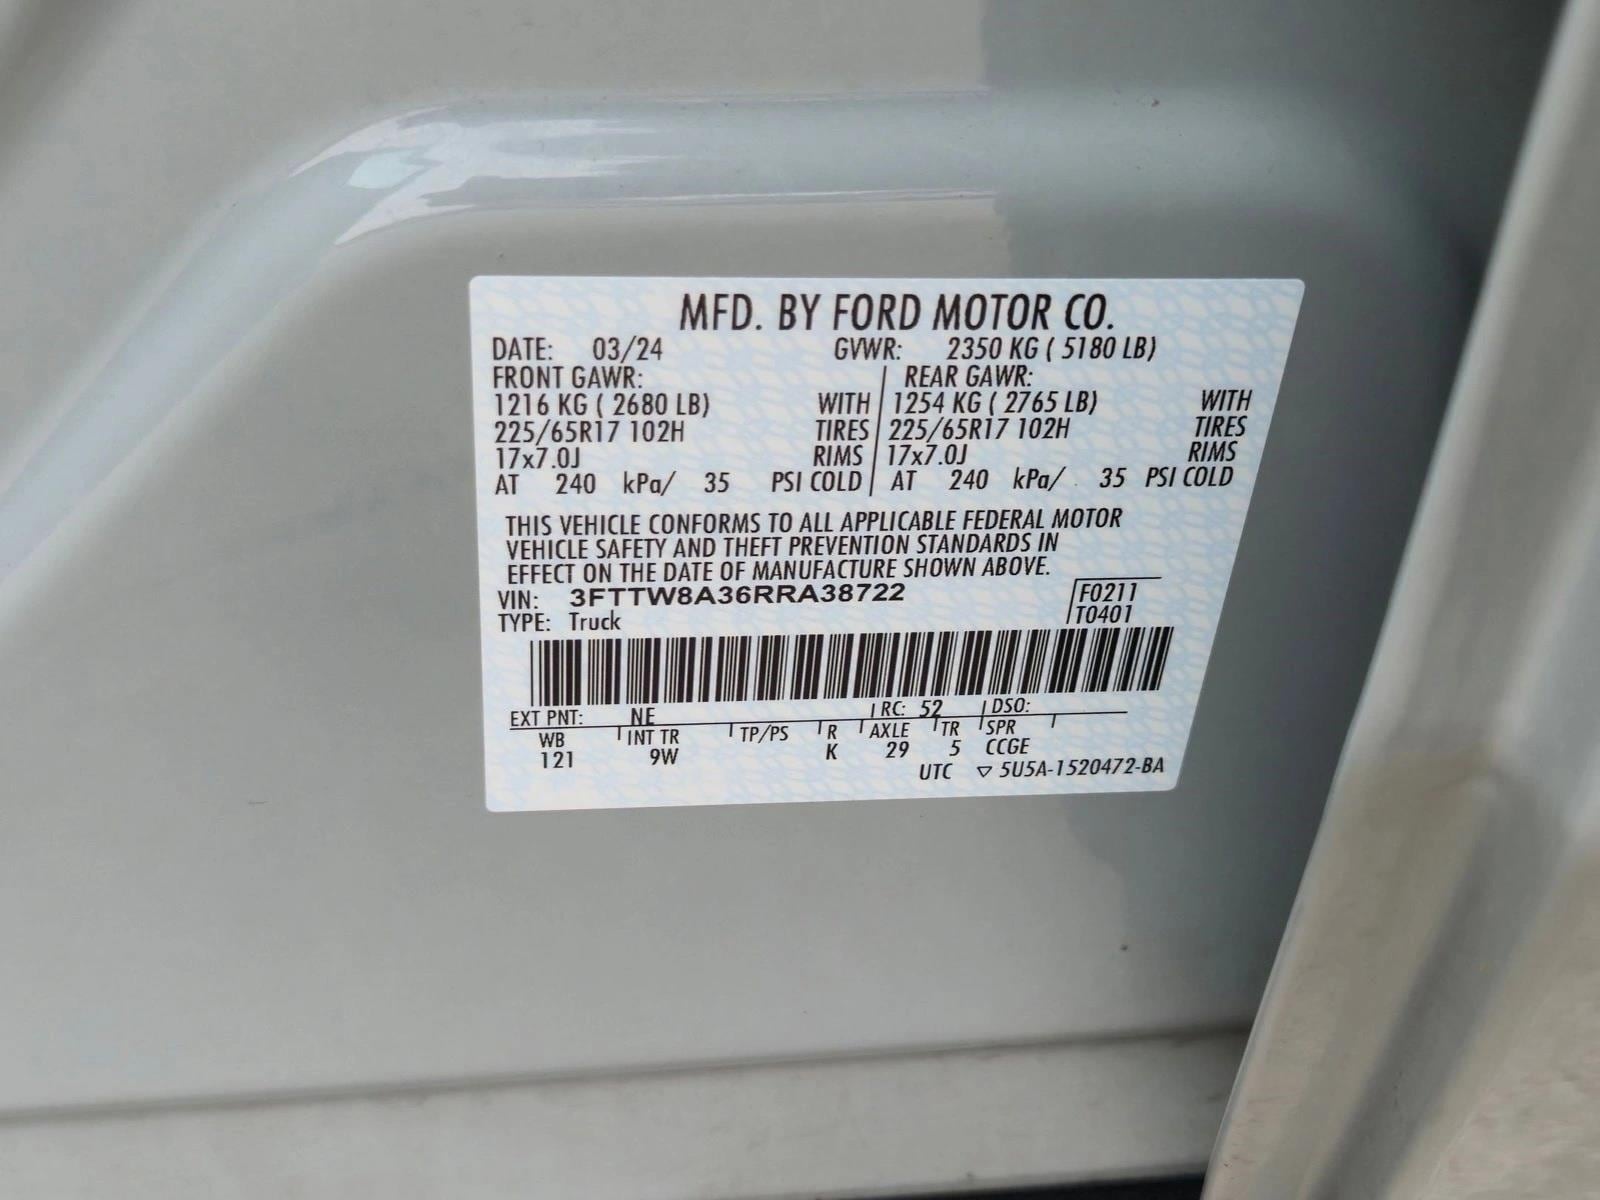 MFD. BY FORD MOTOR CO.
DATE: 03/24 GVWR: 2350 KG ( 5180 LB)
FRONT GAWR: REAR GAWR:
1216 KG ( 2680 LB) WITH 1254 KG ( 2765 LB) WITH
225/65R17 102H TIRES 225/65R17 102H TIRES
17x7.0J RIMS 17x7.0J RIMS
AT 240 kPa/ 35 PSI COLD AT 240 kPa/ 35 PSI COLD
THIS VEHICLE CONFORMS TO ALL APPLICABLE FEDERAL MOTOR
VEHICLE SAFETY AND THEFT PREVENTION STANDARDS IN
EFFECT ON THE DATE OF MANUFACTURE SHOWN ABOVE.
VIN: 3FTTW8A36RRA38722 F0211
TYPE: Truck T0401
EXT PNT: NE RC: 52 DSO:
WB INT TR TP/PS R AXLE TR SPR
121 9W K 29 5 CCGE
UTC ▽ 5U5A-1520472-BA